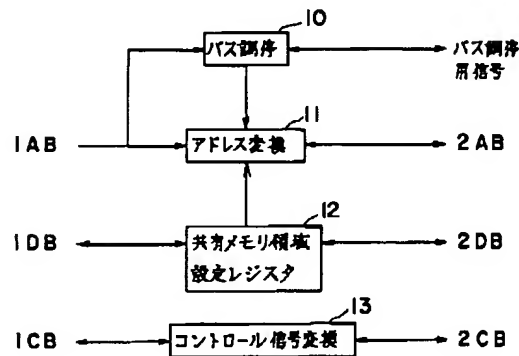 10
バス調停
バス調停
用信号
11
1AB
アドレス変換
2AB
12
1DB
共有メモリ領域
設定レジスタ
2DB
13
1CB
コントロール信号変換
2CB